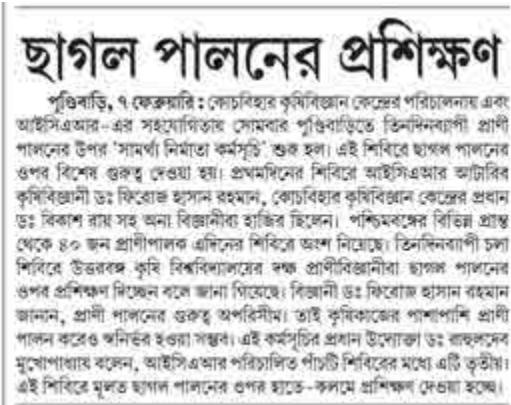 ছাগল পালনের প্রশিক্ষণ
পুণ্ডিবাড়ি, ৭ ফেব্রুয়ারি : কোচবিহার কৃষিবিজ্ঞান কেন্দ্রের পরিচালনায় এবং
আইসিএআর-এর সহযোগিতায় সোমবার পুণ্ডিবাড়িতে তিনদিনব্যাপী প্রাণী
পালনের উপর 'সামর্থ্য নির্মাতা কর্মসূচি' শুরু হল। এই শিবিরে ছাগল পালনের
ওপর বিশেষ গুরুত্ব দেওয়া হয়। প্রথমদিনের শিবিরে আইসিএআর আটারির
কৃষিবিজ্ঞানী ডঃ ফিরোজ হাসান রহমান, কোচবিহার কৃষিবিজ্ঞান কেন্দ্রের প্রধান
ডঃ বিকাশ রায় সহ অন্য বিজ্ঞানীরা হাজির ছিলেন। পশ্চিমবঙ্গের বিভিন্ন প্রান্ত
থেকে ৪০ জন প্রাণীপালক এদিনের শিবিরে অংশ নিয়েছে। তিনদিনব্যাপী চলা
শিবিরে উত্তরবঙ্গ কৃষি বিশ্ববিদ্যালয়ের দক্ষ প্রাণীবিজ্ঞানীরা ছাগল পালনের
ওপর প্রশিক্ষণ দিচ্ছেন বলে জানা গিয়েছে। বিজ্ঞানী ডঃ ফিরোজ হাসান রহমান
জানান, প্রাণী পালনের গুরুত্ব অপরিসীম। তাই কৃষিকাজের পাশাপাশি প্রাণী
পালন করেও স্বনির্ভর হওয়া সম্ভব। এই কর্মসূচির প্রধান উদ্যোক্তা ডঃ রাহুলদেব
মুখোপাধ্যায় বলেন, আইসিএআর পরিচালিত পাঁচটি শিবিরের মধ্যে এটি তৃতীয়।
এই শিবিরে মূলত ছাগল পালনের ওপর হাতে-কলমে প্রশিক্ষণ দেওয়া হচ্ছে।